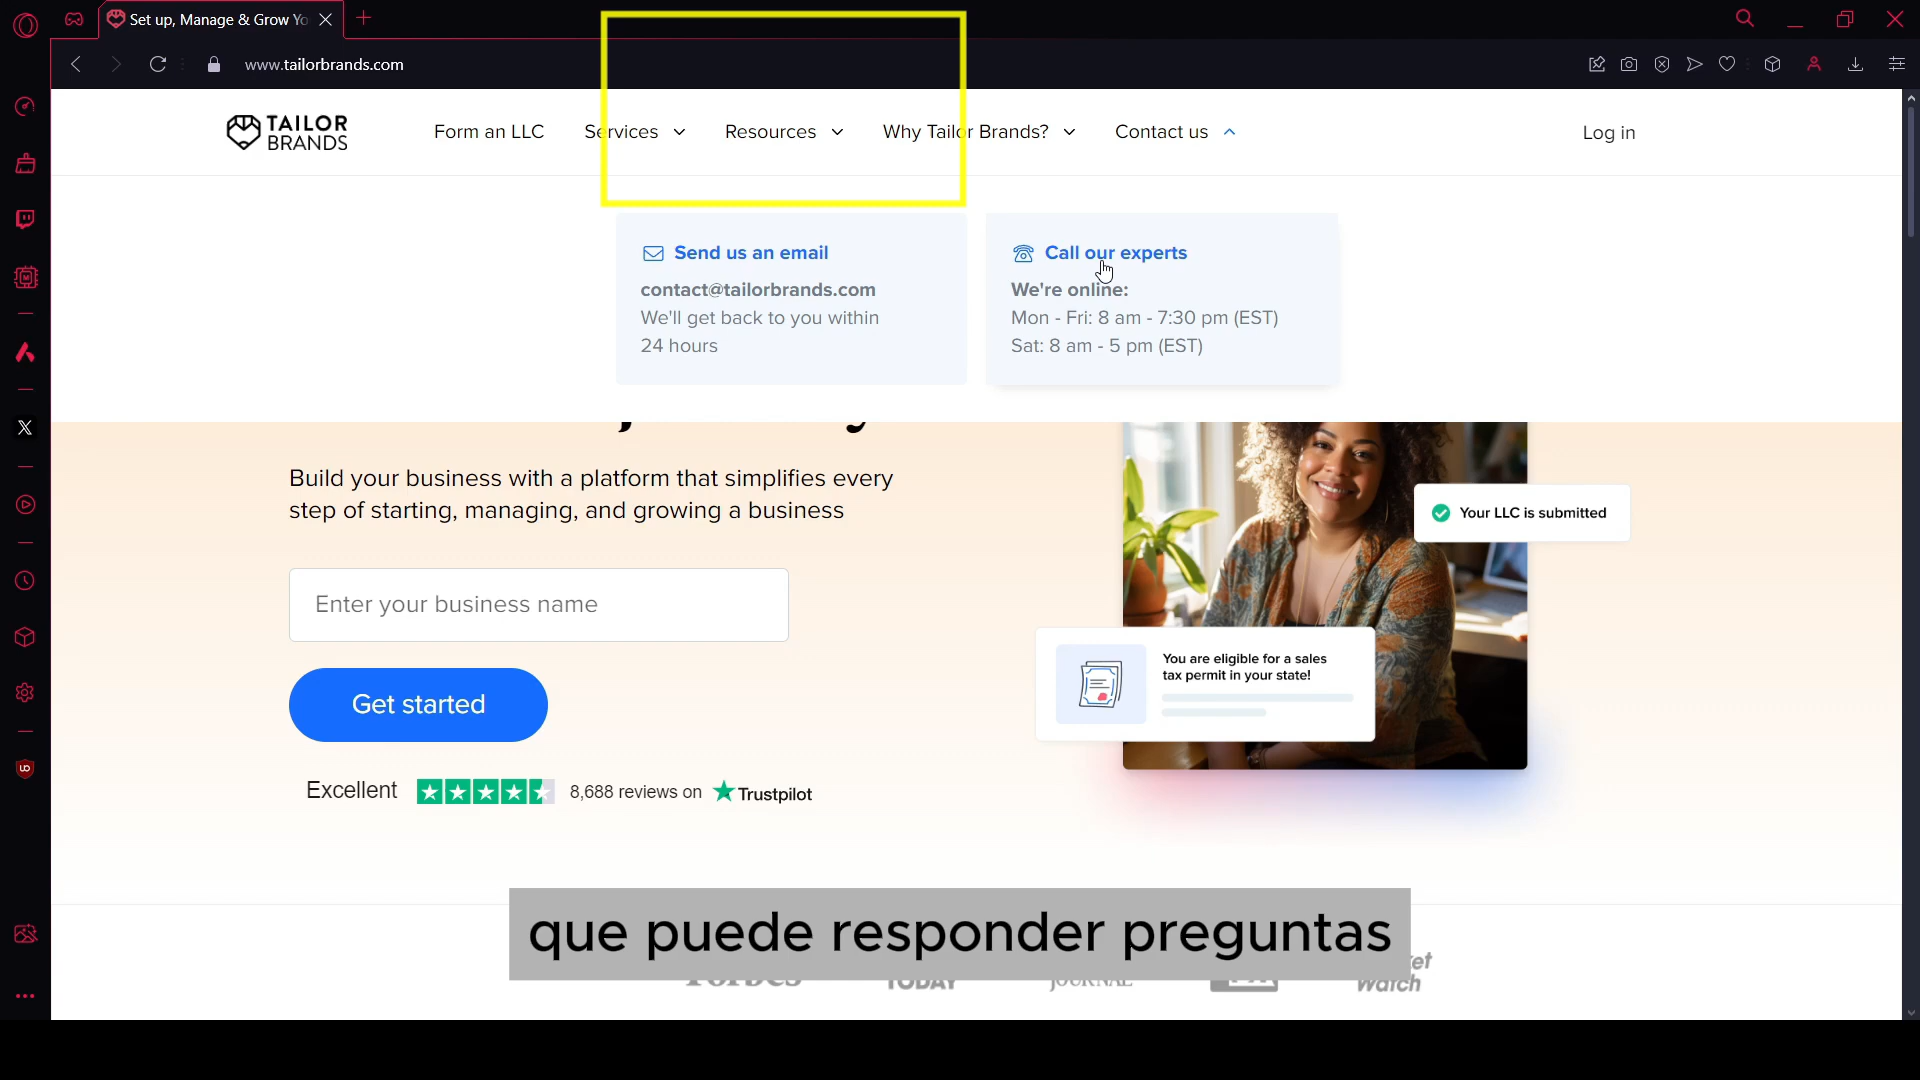 Set up, Manage & Grow Yo
www.tailorbrands.com
TAILOR
BRANDS
Form an LLC
Services
Resources
Why Tailor Brands?
Contact us
Log in
Send us an email
contact@tailorbrands.com
We'll get back to you within
24 hours
Call our experts
We're online:
Mon - Fri: 8 am - 7:30 pm (EST)
Sat: 8 am - 5 pm (EST)
Build your business with a platform that simplifies every
step of starting, managing, and growing a business
Enter your business name
Get started
Excellent
8,688 reviews on
Trustpilot
Your LLC is submitted
You are eligible for a sales
tax permit in your state!
que puede responder preguntas
Forbes
TODAY
JOURNAL
Watch